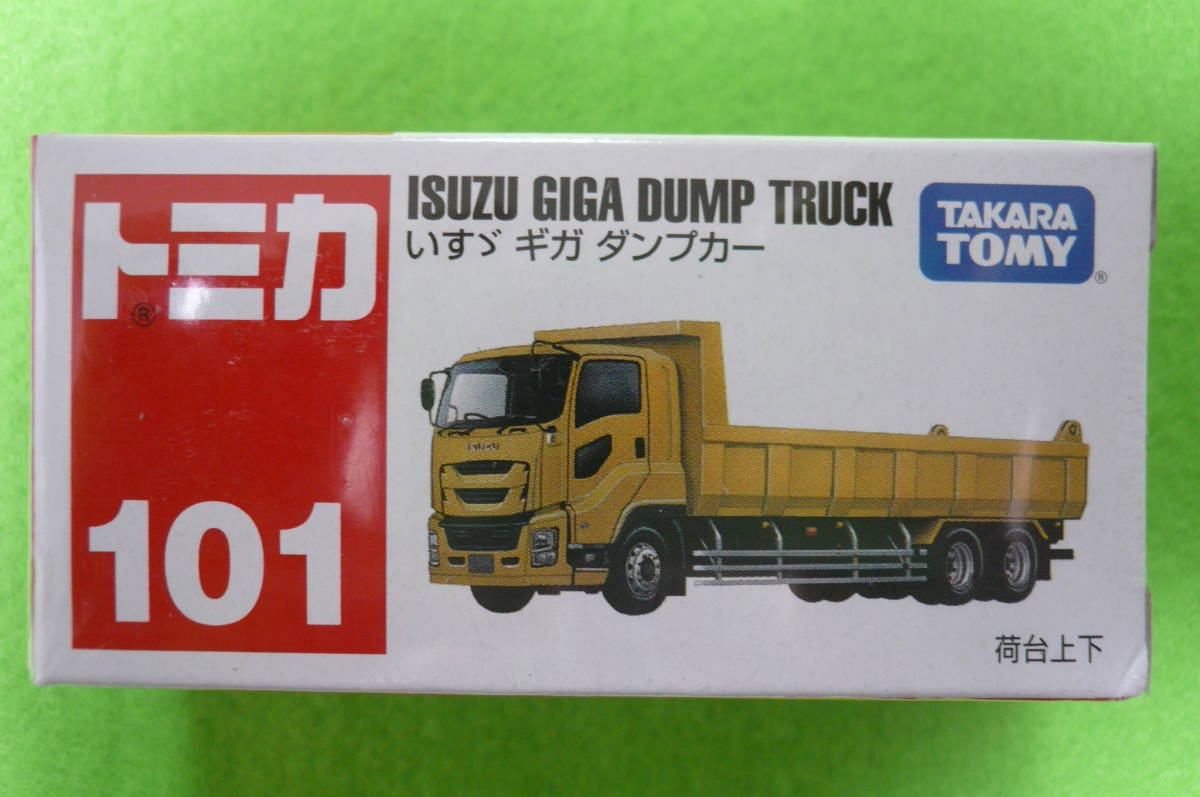 トミカ
®
101
ISUZU GIGA DUMP TRUCK
いすゞ ギガ ダンプカー
TAKARA
TOMY
®
ISUZU
荷台上下